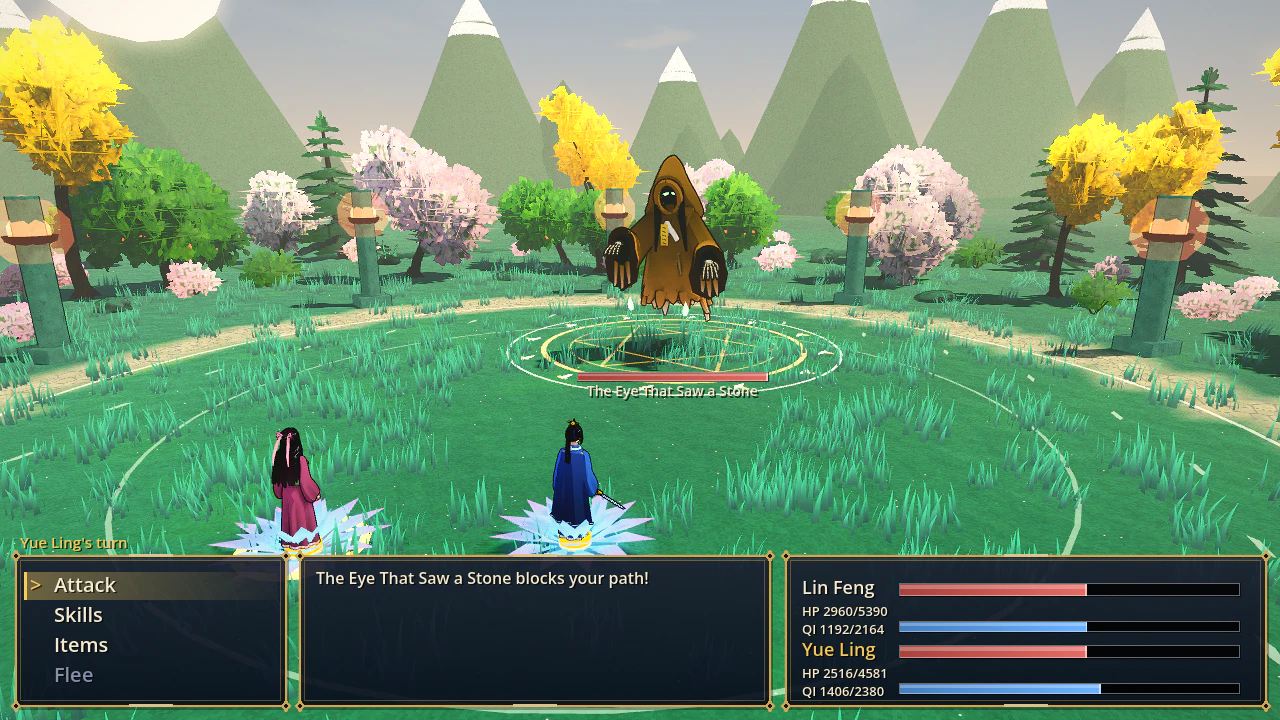 The Eye That Saw a Stone
Yue Ling's turn
> Attack
Skills
Items
Flee
The Eye That Saw a Stone blocks your path!
Lin Feng
HP 2960/5390
QI 1192/2164
Yue Ling
HP 2516/4581
QI 1406/2380